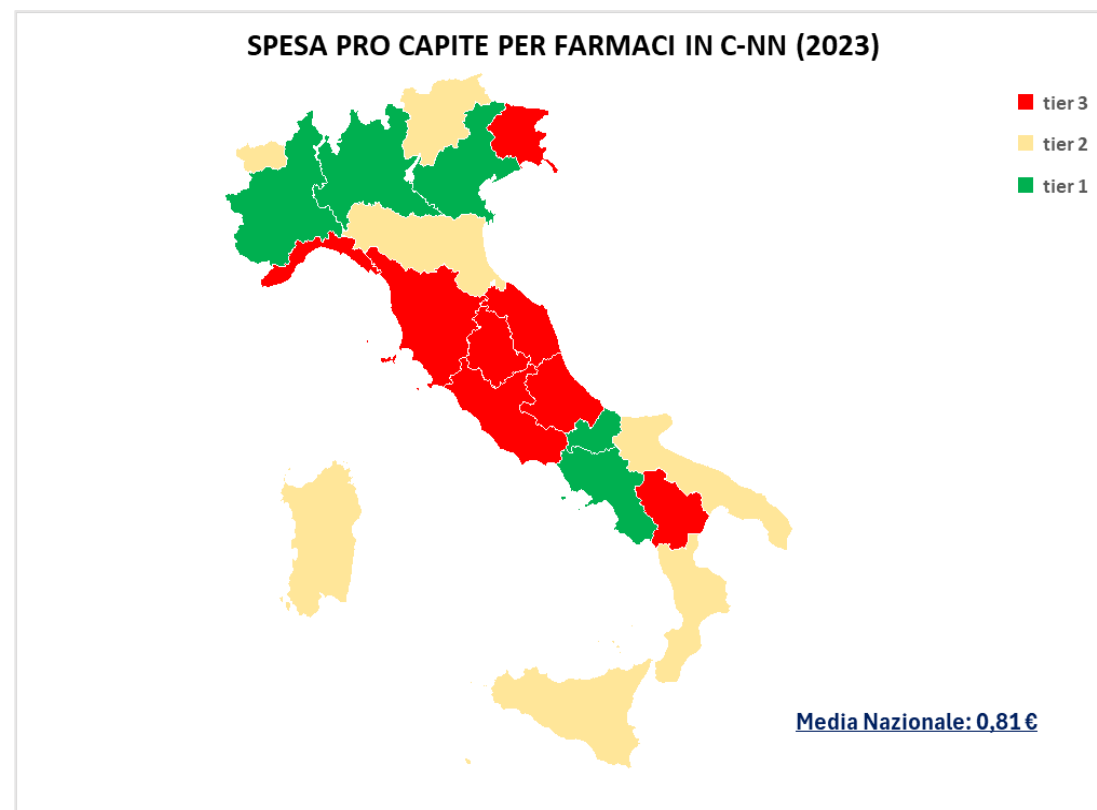 SPESA PRO CAPITE PER FARMACI IN C-NN (2023)
tier 3
tier 2
tier 1
Media Nazionale: 0,81 €